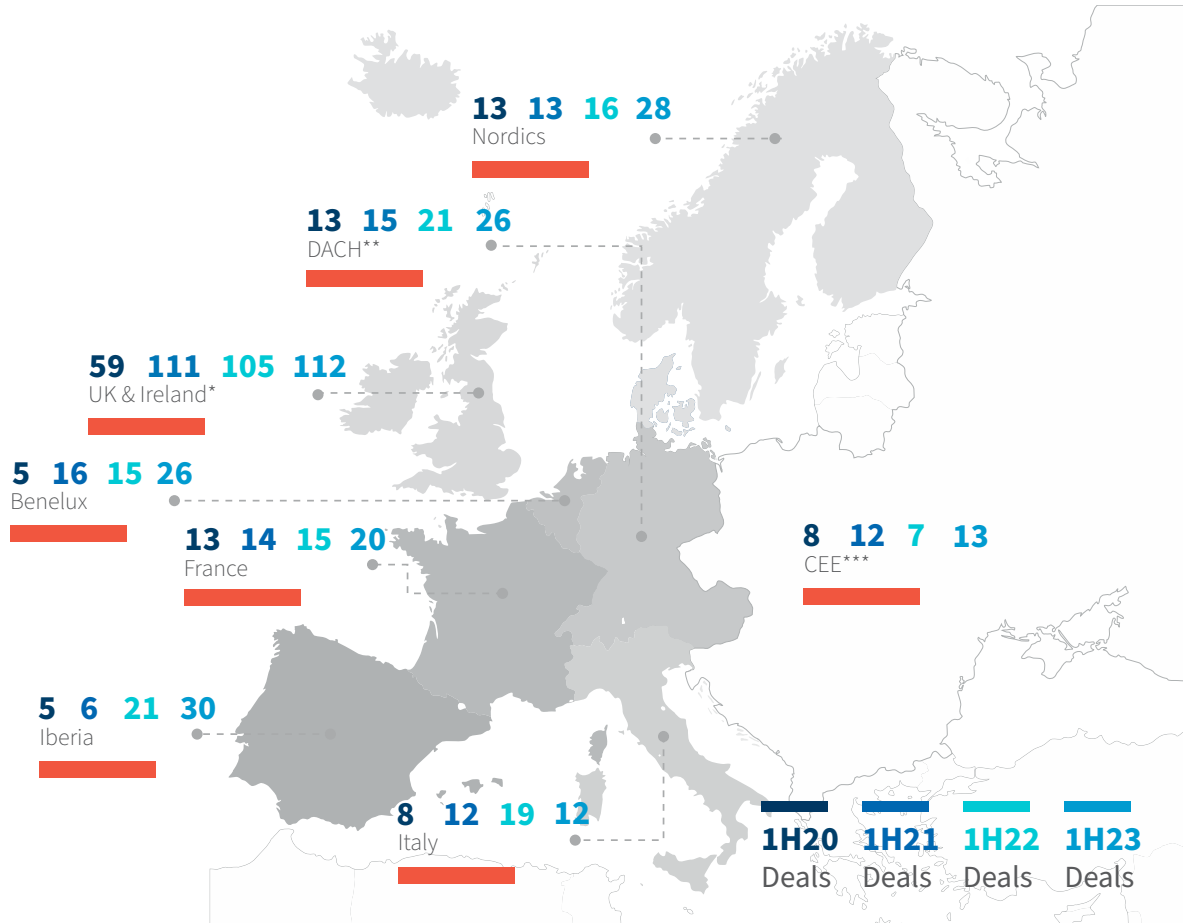 13 13 16 28
Nordics
13 15 21 26
DACH**
59 111 105 112
UK & Ireland*
5 16 15 26
Benelux
13 14 15 20
France
8 12 7 13
CEE***
5 6 21 30
Iberia
8 12 19 12
Italy
1H20 1H21 1H22 1H23
Deals Deals Deals Deals